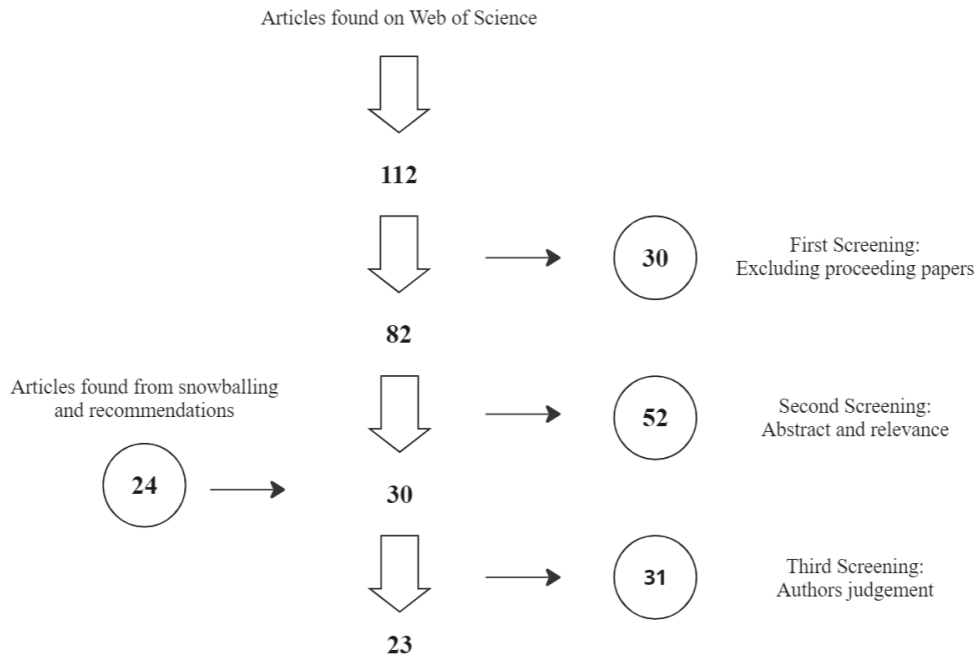 Articles found on Web of Science
112
30
First Screening:
Excluding proceeding papers
82
Articles found from snowballing
and recommendations
52
Second Screening:
Abstract and relevance
24
30
31
Third Screening:
Authors judgement
23